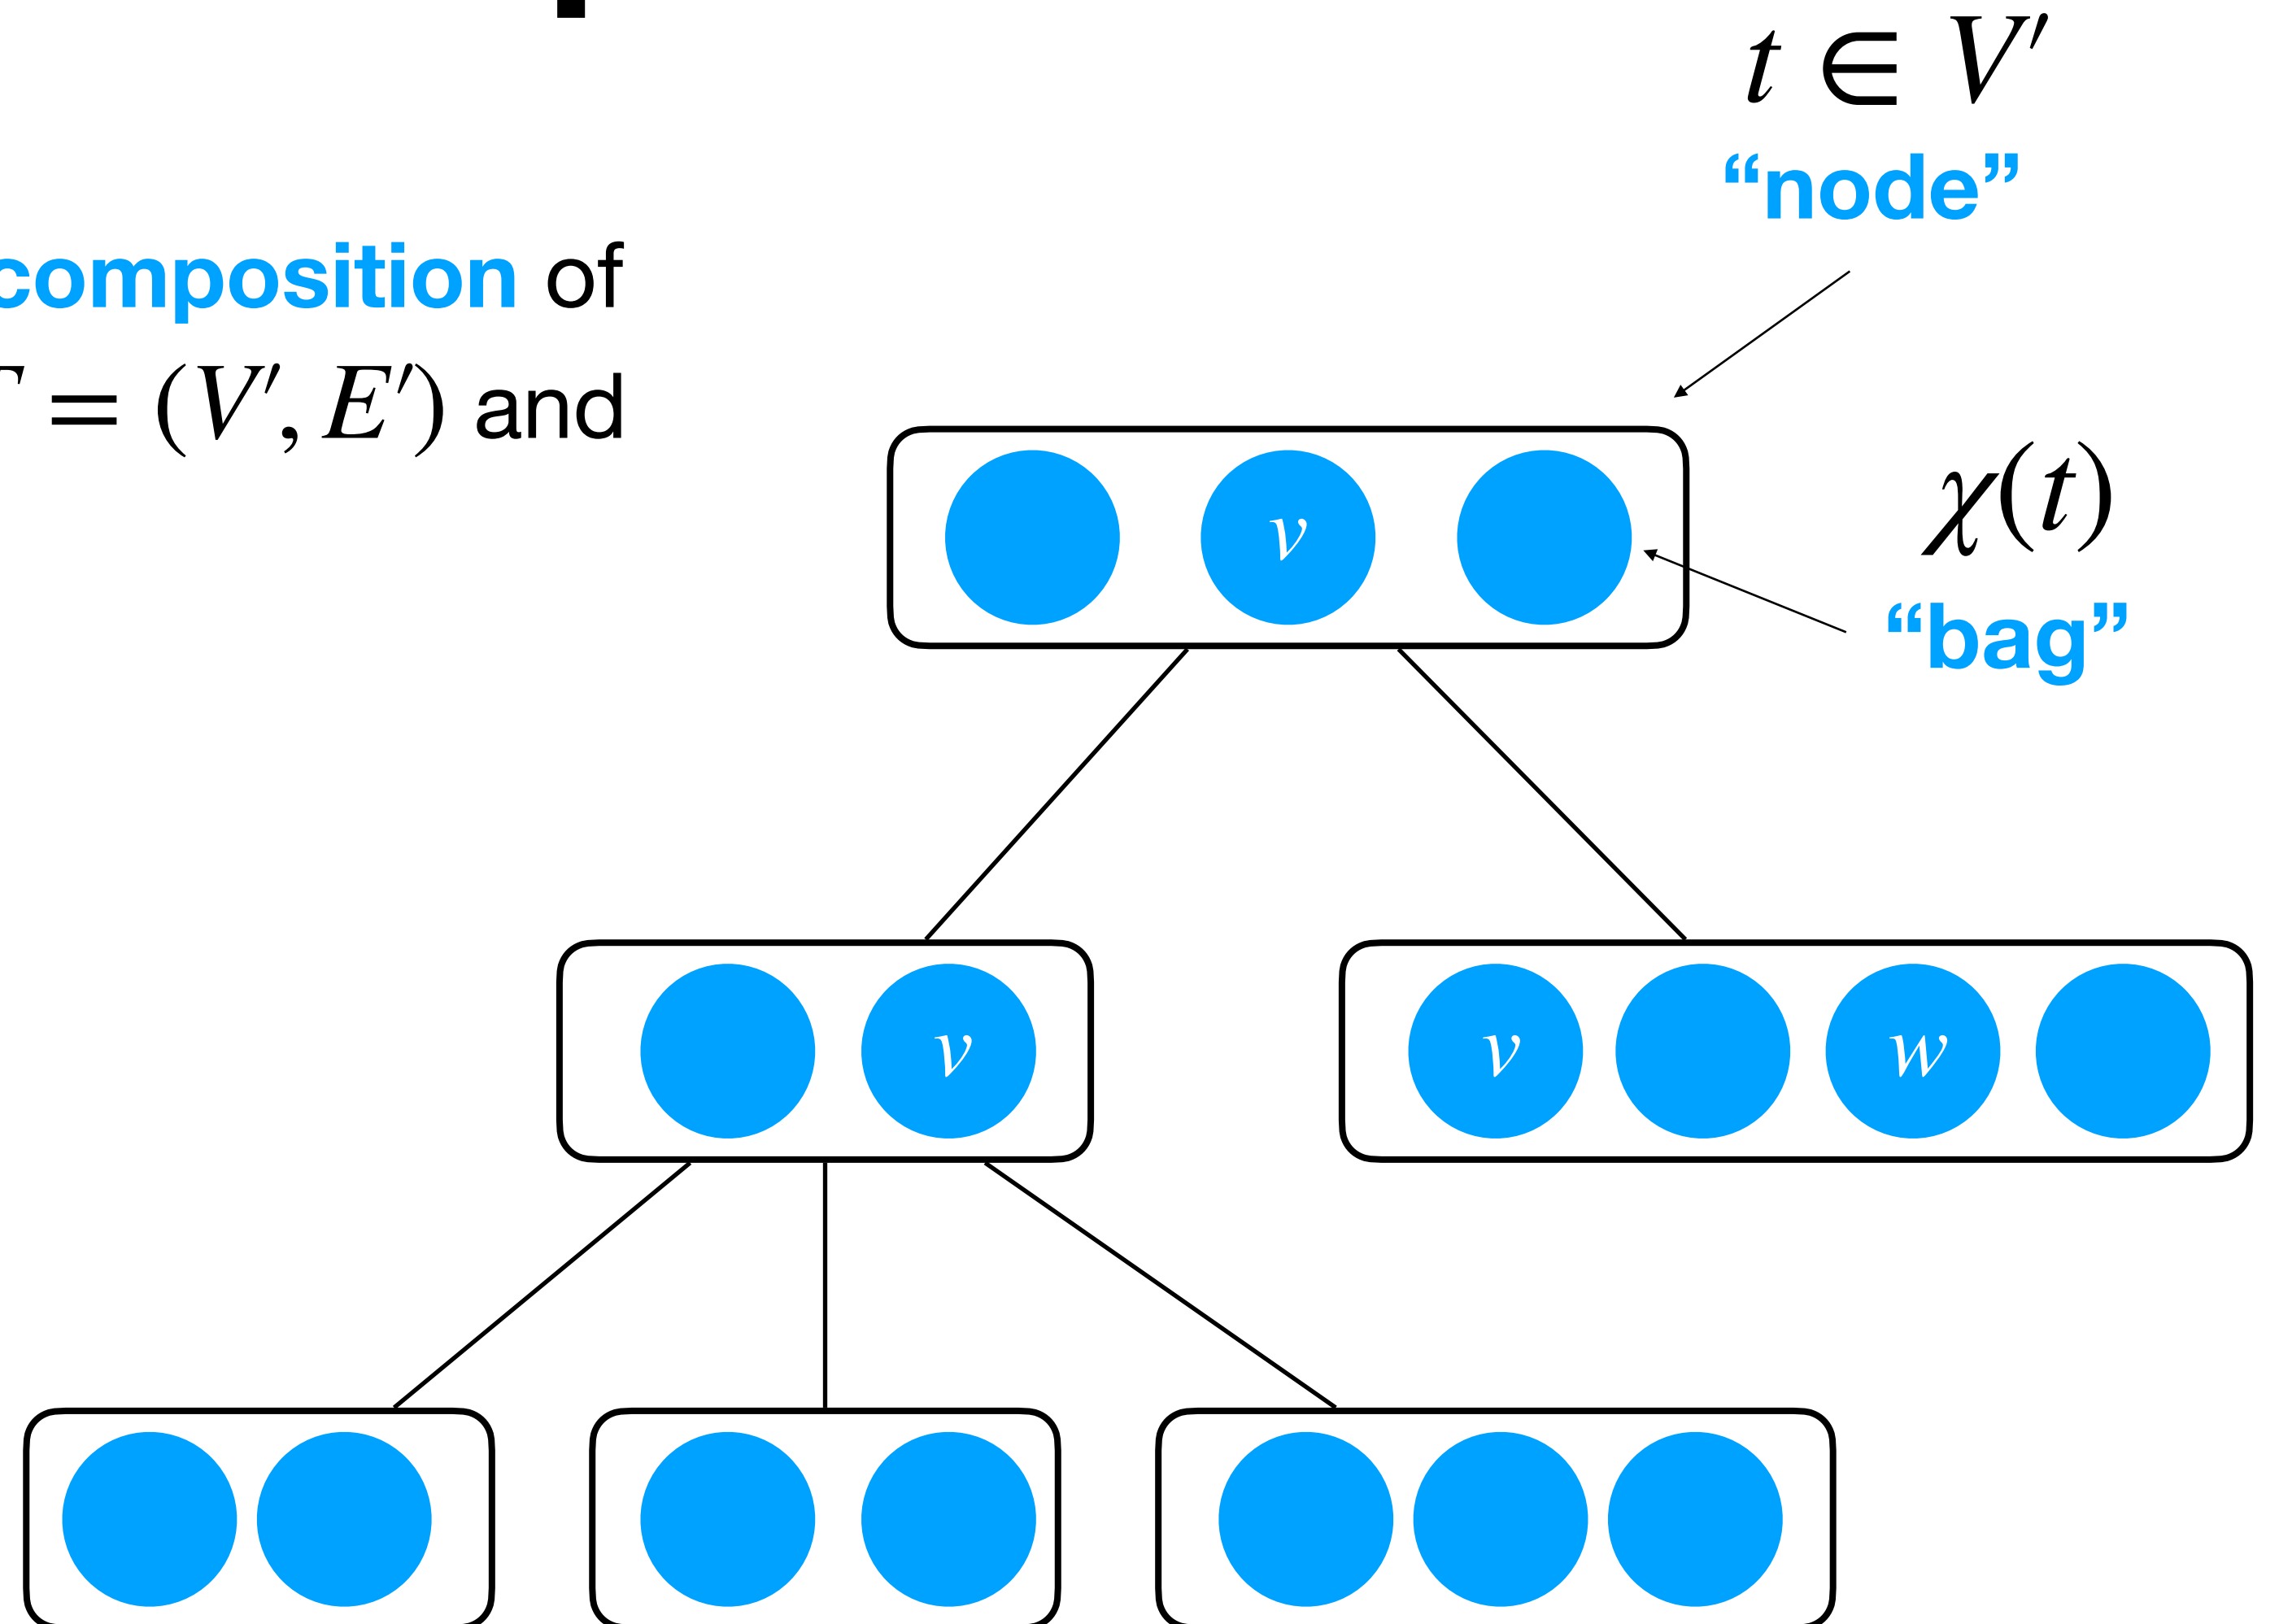 t ∈ V′
“node”
composition of
= (V′, E′) and
χ(t)
“bag”
v
v
v
w